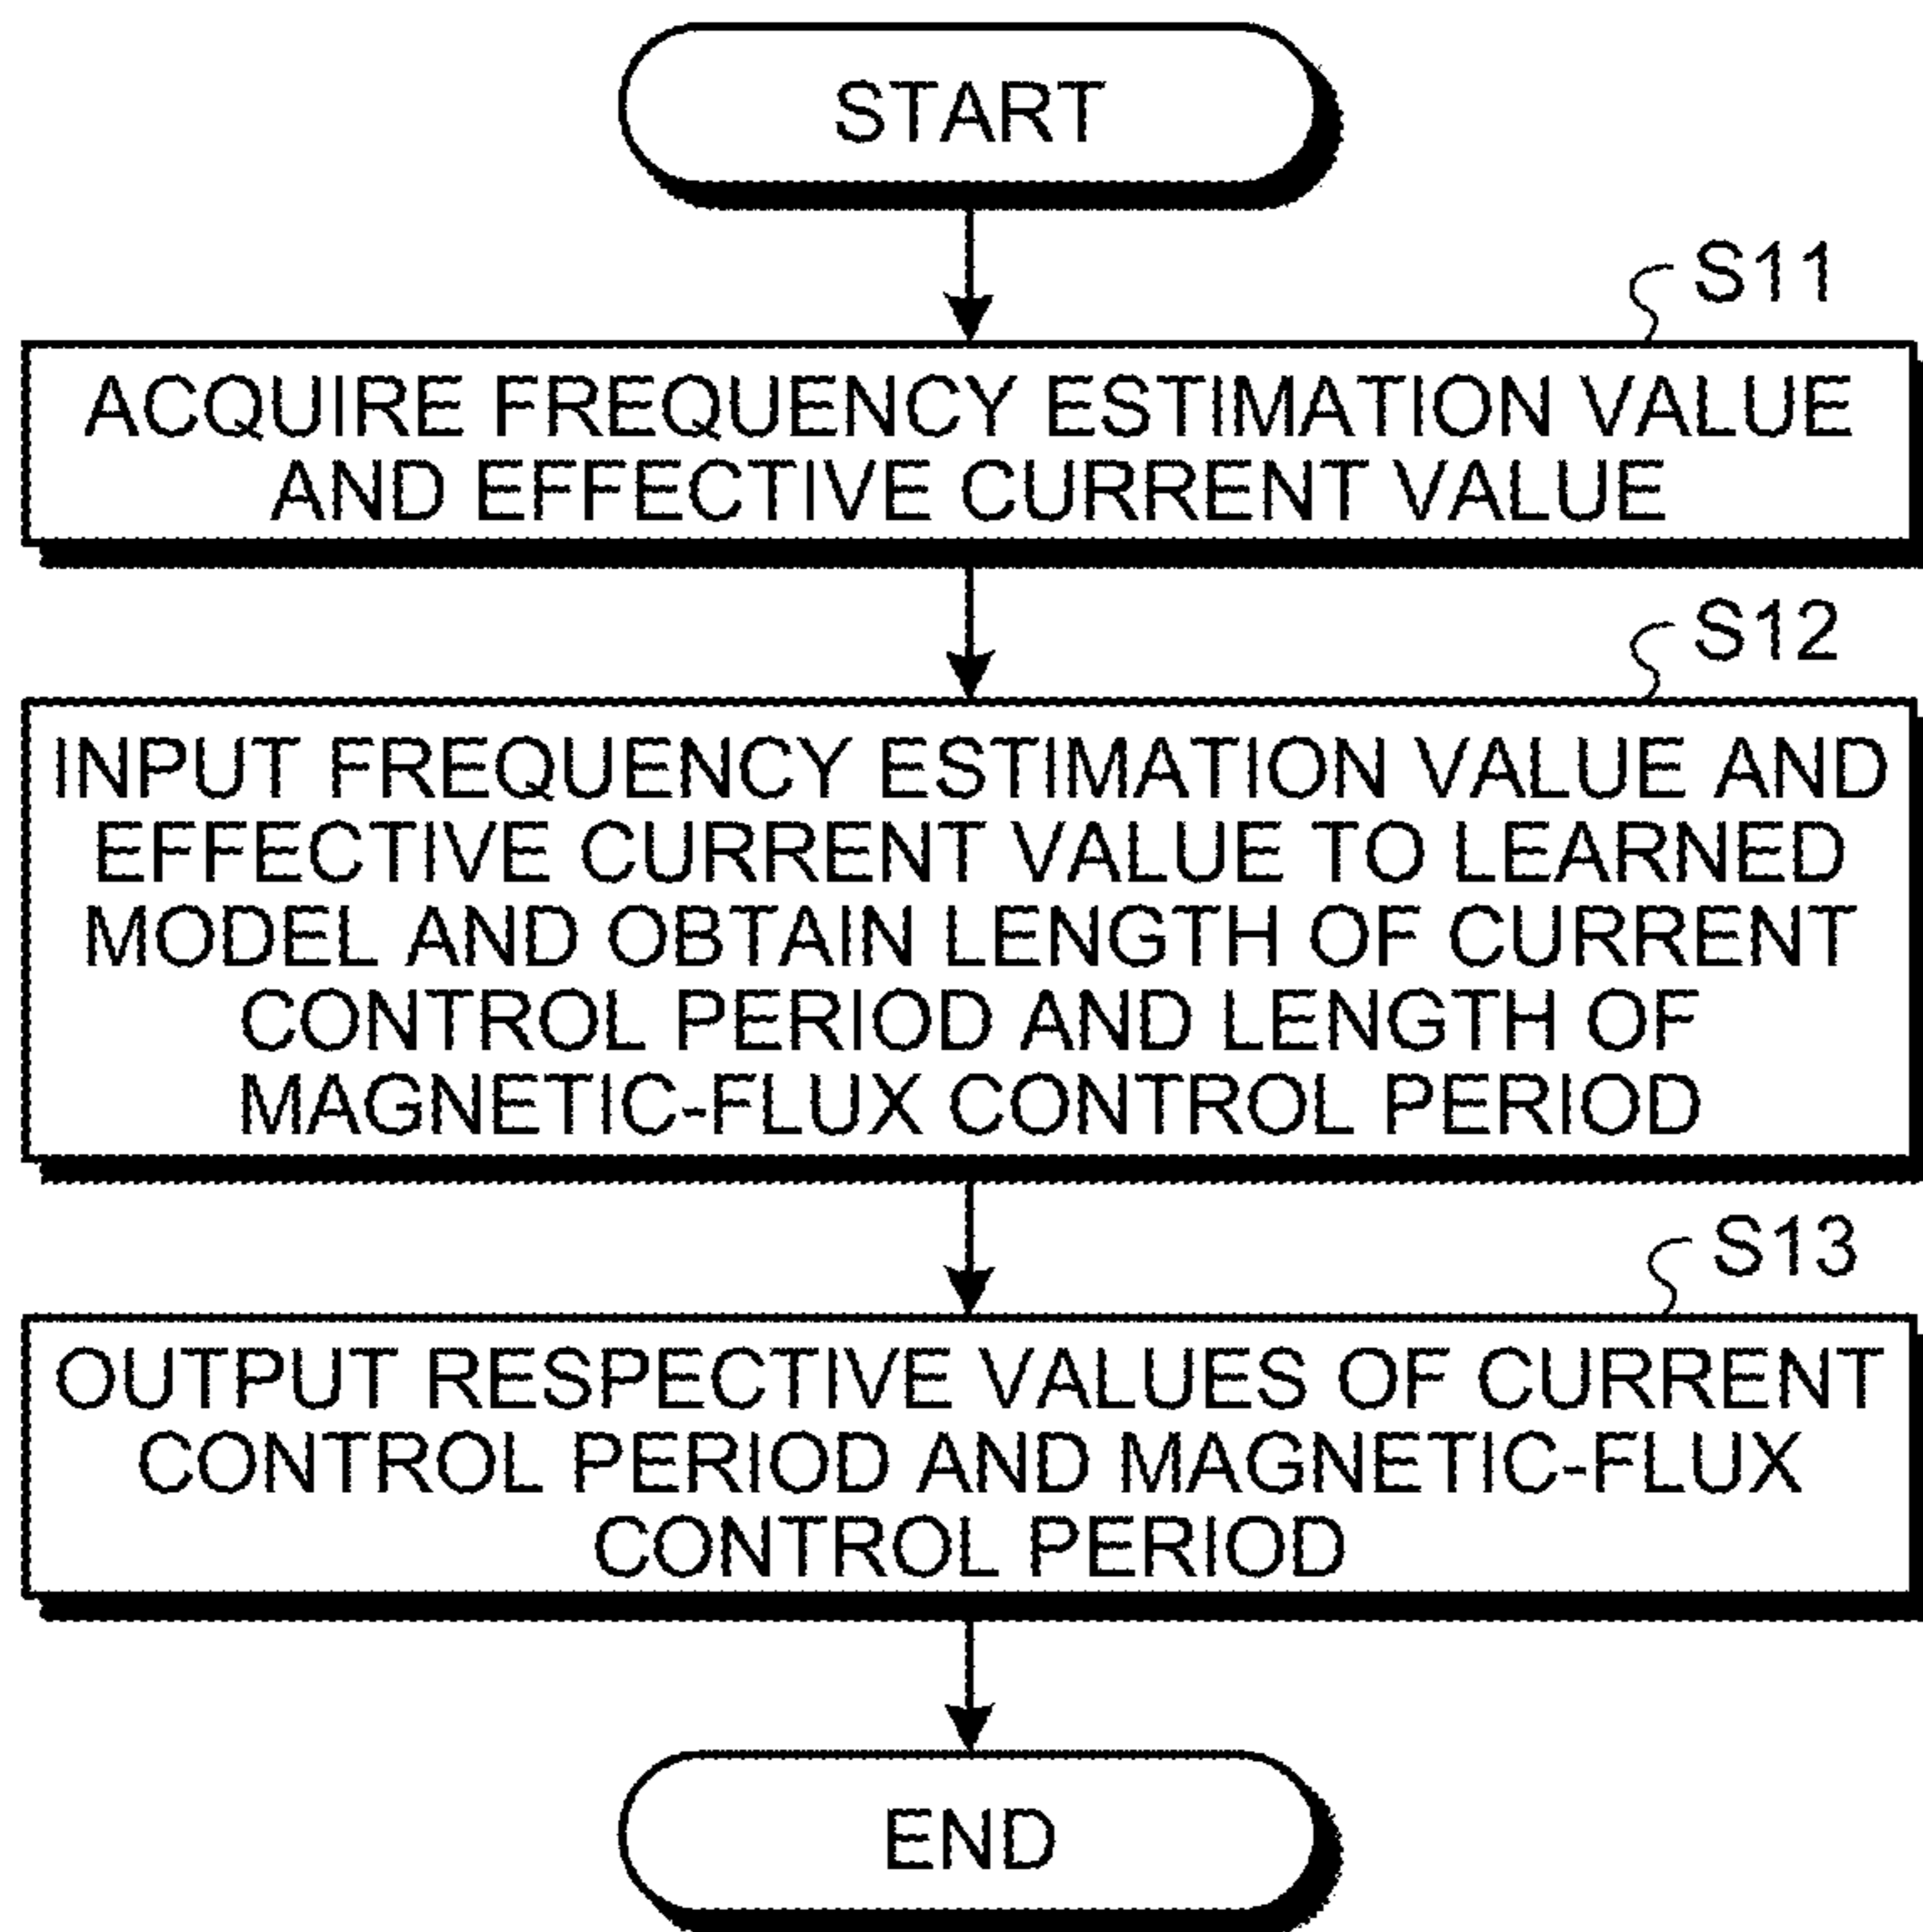 START
S11
ACQUIRE FREQUENCY ESTIMATION VALUE
AND EFFECTIVE CURRENT VALUE
S12
INPUT FREQUENCY ESTIMATION VALUE AND
EFFECTIVE CURRENT VALUE TO LEARNED
MODEL AND OBTAIN LENGTH OF CURRENT
CONTROL PERIOD AND LENGTH OF
MAGNETIC-FLUX CONTROL PERIOD
S13
OUTPUT RESPECTIVE VALUES OF CURRENT
CONTROL PERIOD AND MAGNETIC-FLUX
CONTROL PERIOD
END